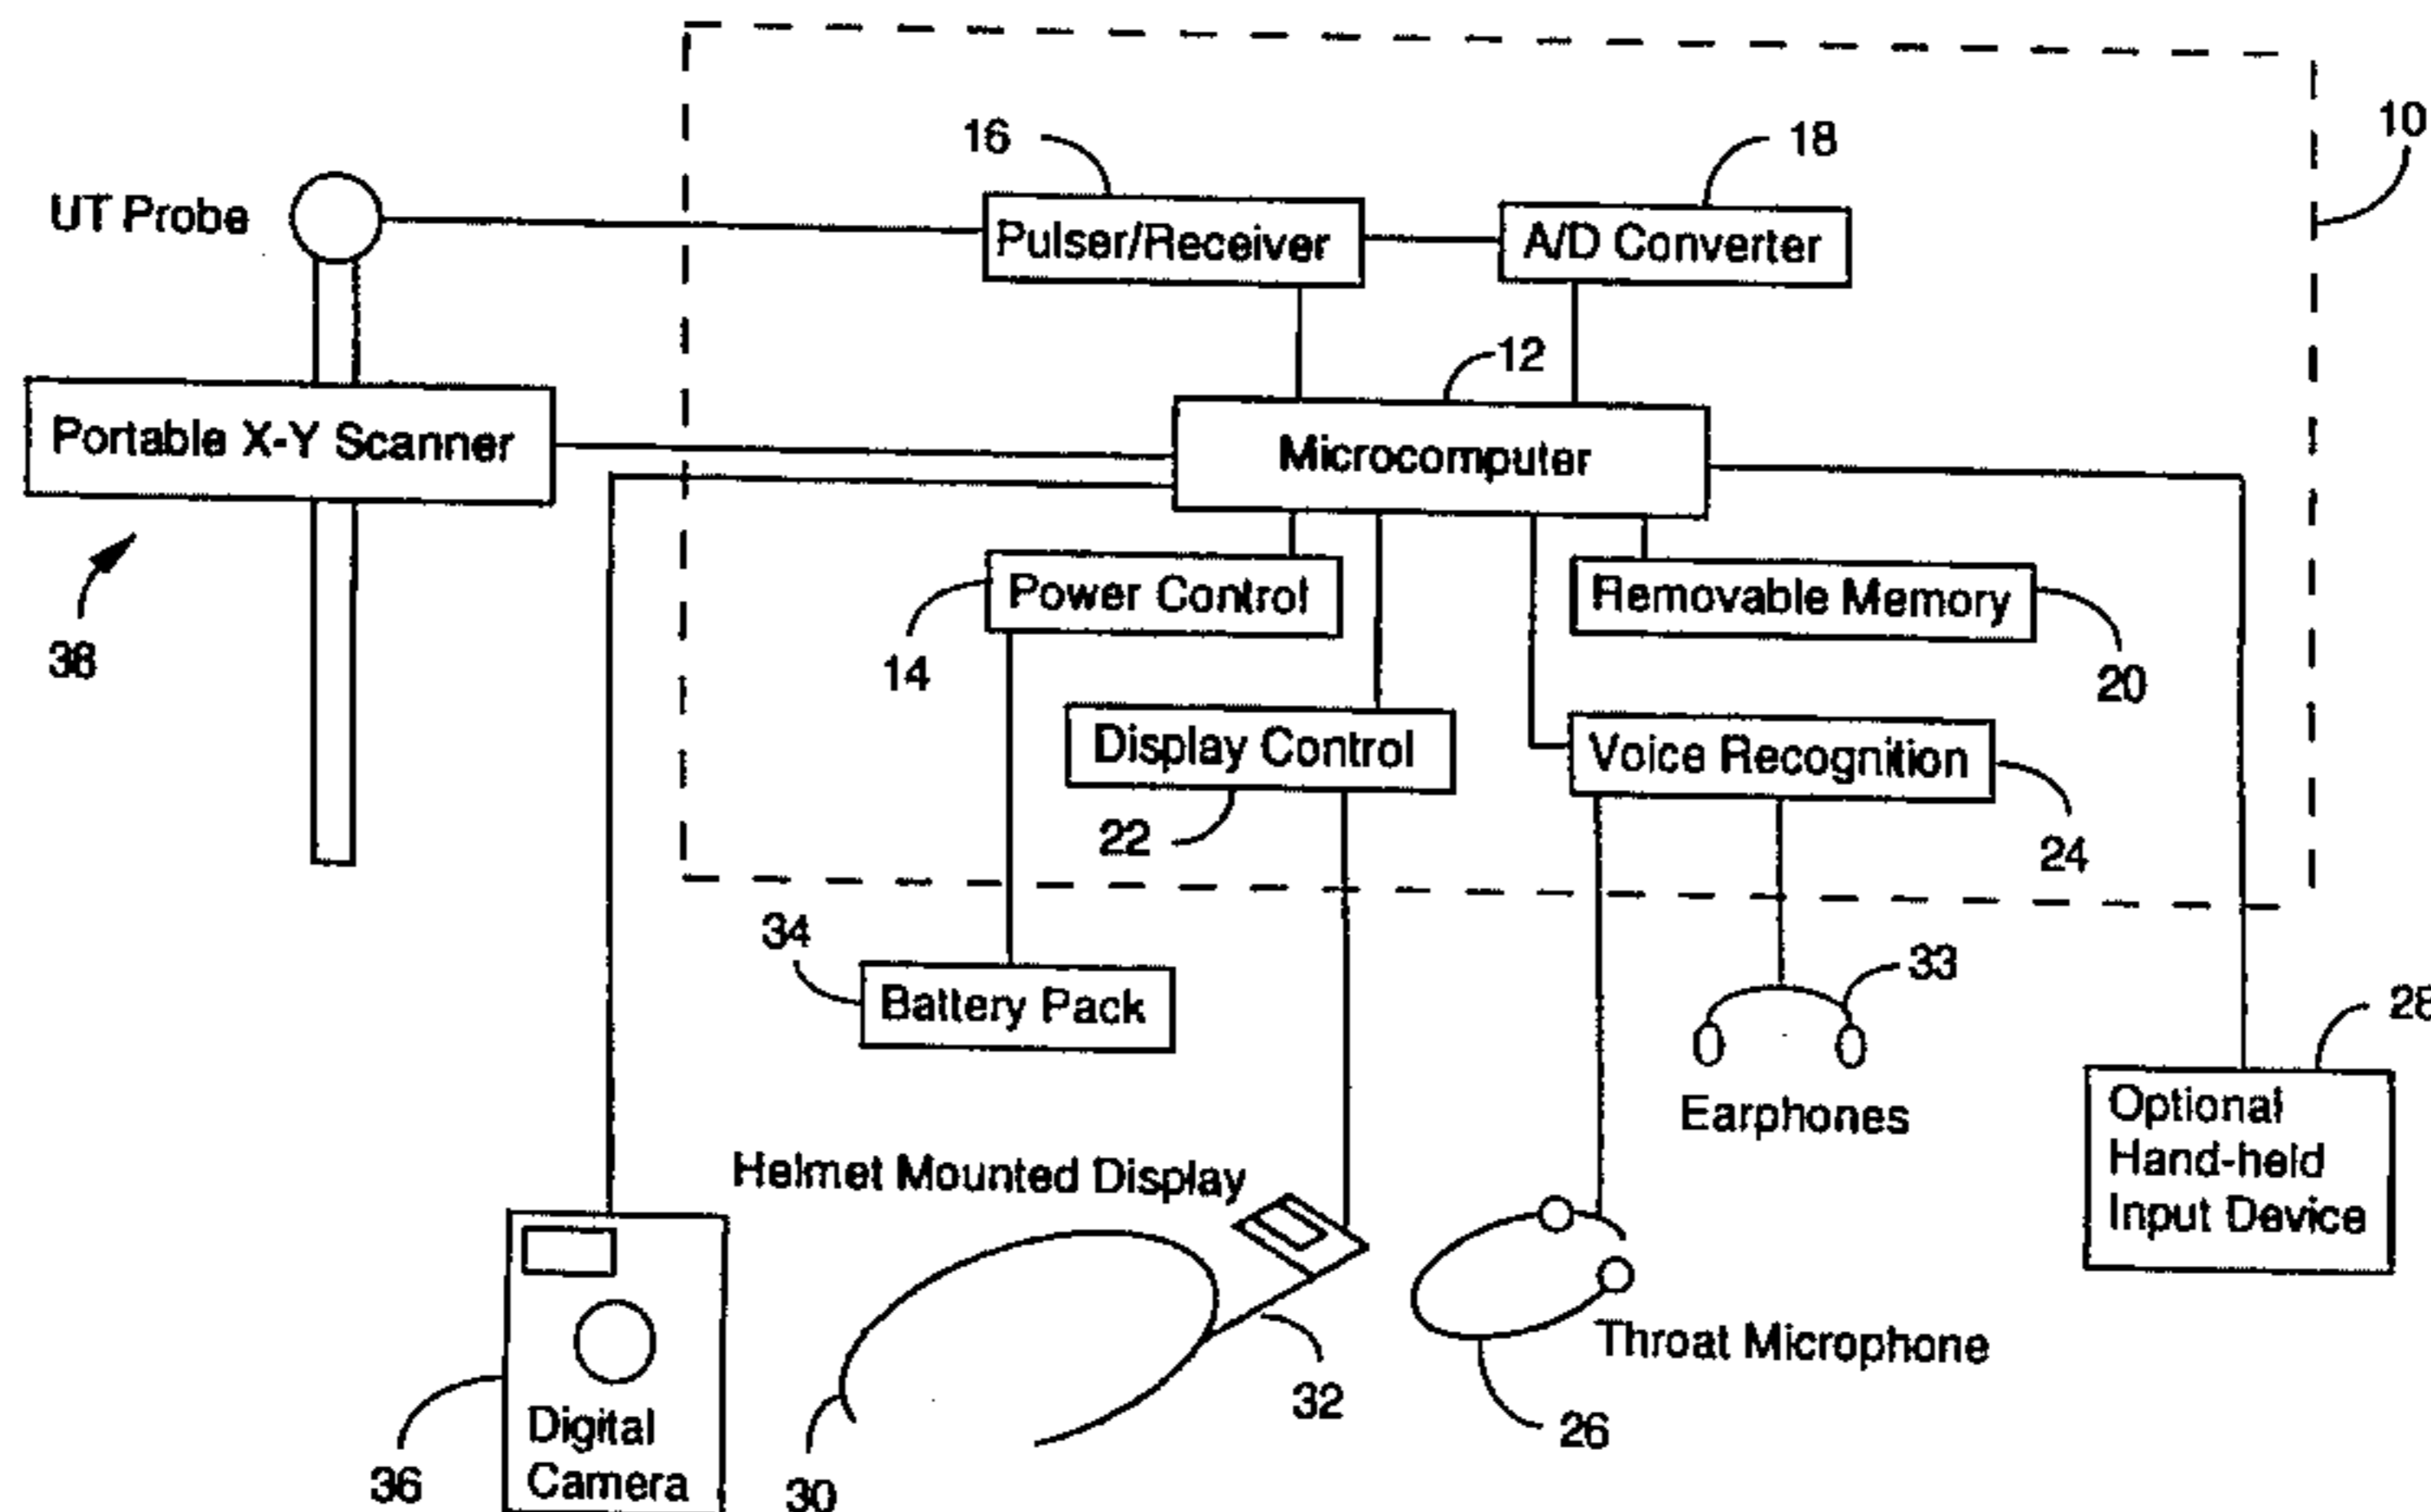 10
16
18
UT Probe
Pulser/Receiver
A/D Converter
12
Portable X-Y Scanner
Microcomputer
38
Power Control
Removable Memory
14
20
Display Control
Voice Recognition
22
24
34
33
Battery Pack
28
Earphones
Optional
Hand-held
Input Device
Helmet Mounted Display
Throat Microphone
32
26
Digital
Camera
36
30